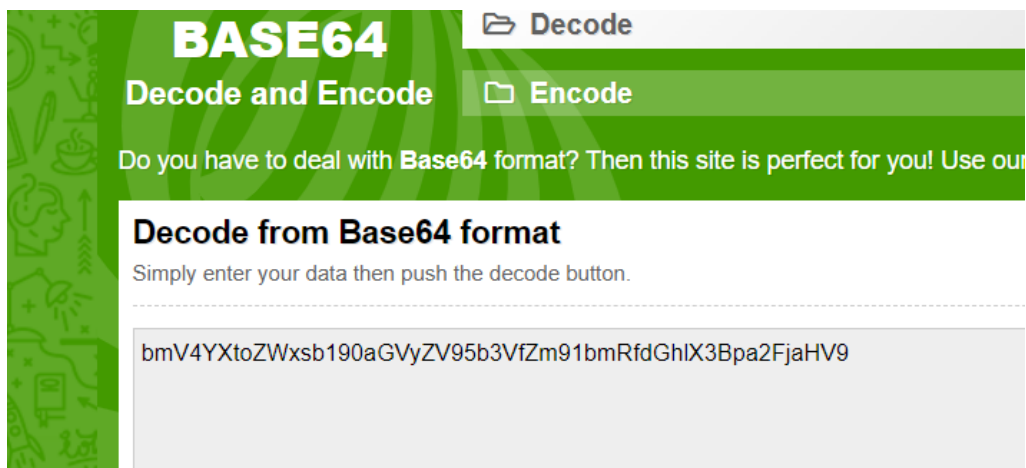 BASE64
Decode and Encode
Decode
Encode
Do you have to deal with Base64 format? Then this site is perfect for you! Use our
Decode from Base64 format
Simply enter your data then push the decode button.
bmV4YXtoZWxsb190aGVyZV95b3VfZm91bmRfdGhlX3Bpa2FjaHV9